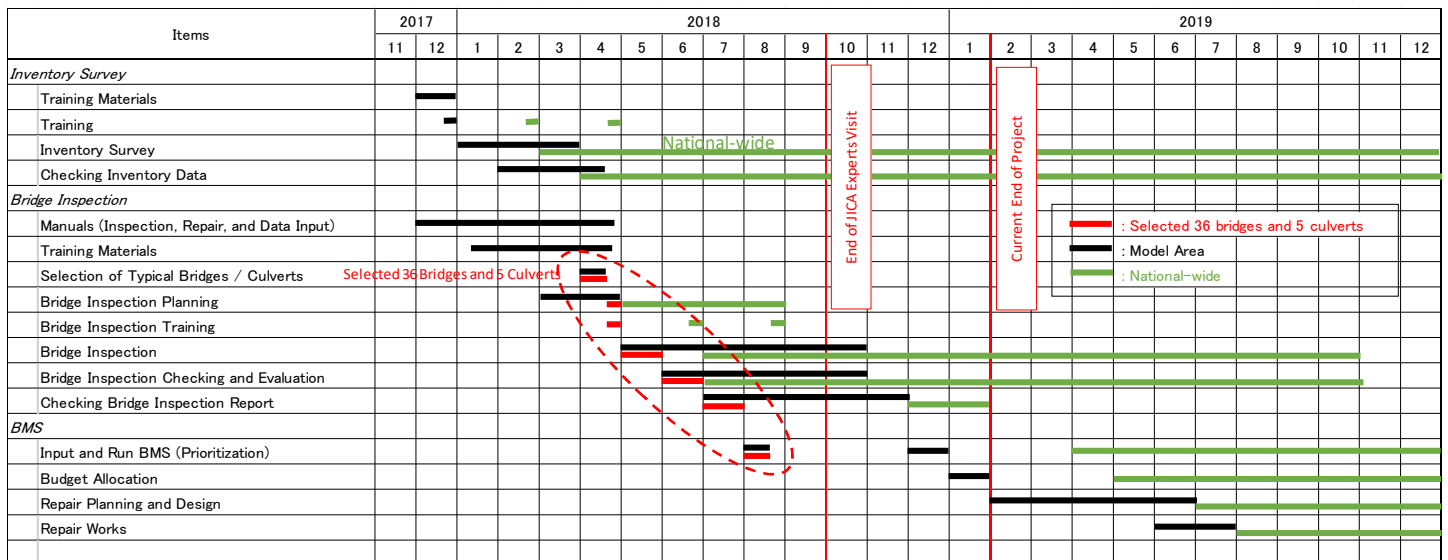 Items
2017
2018
2019
11 12 1 2 3 4 5 6 7 8 9 10 11 12 1 2 3 4 5 6 7 8 9 10 11 12
Inventory Survey
Training Materials
Training
Inventory Survey
National-wide
Checking Inventory Data
Bridge Inspection
Manuals (Inspection, Repair, and Data Input)
Training Materials
Selection of Typical Bridges / Culverts
Selected 36 Bridges and 5 Culverts
Bridge Inspection Planning
Bridge Inspection Training
Bridge Inspection
Bridge Inspection Checking and Evaluation
Checking Bridge Inspection Report
BMS
Input and Run BMS (Prioritization)
Budget Allocation
Repair Planning and Design
Repair Works
End of JICA Experts Visit
Current End of Project
: Selected 36 bridges and 5 culverts
: Model Area
: National-wide